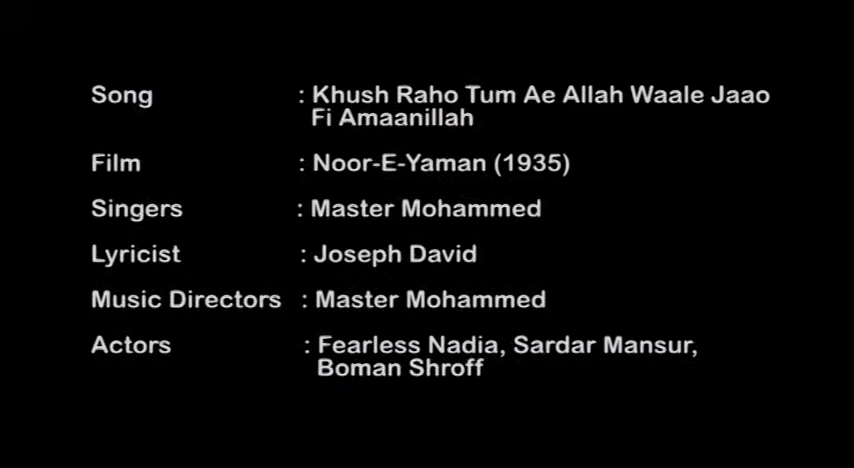 Song : Khush Raho Tum Ae Allah Waale Jaao
Fi Amaanillah
Film : Noor-E-Yaman (1935)
Singers : Master Mohammed
Lyricist : Joseph David
Music Directors : Master Mohammed
Actors : Fearless Nadia, Sardar Mansur,
Boman Shroff